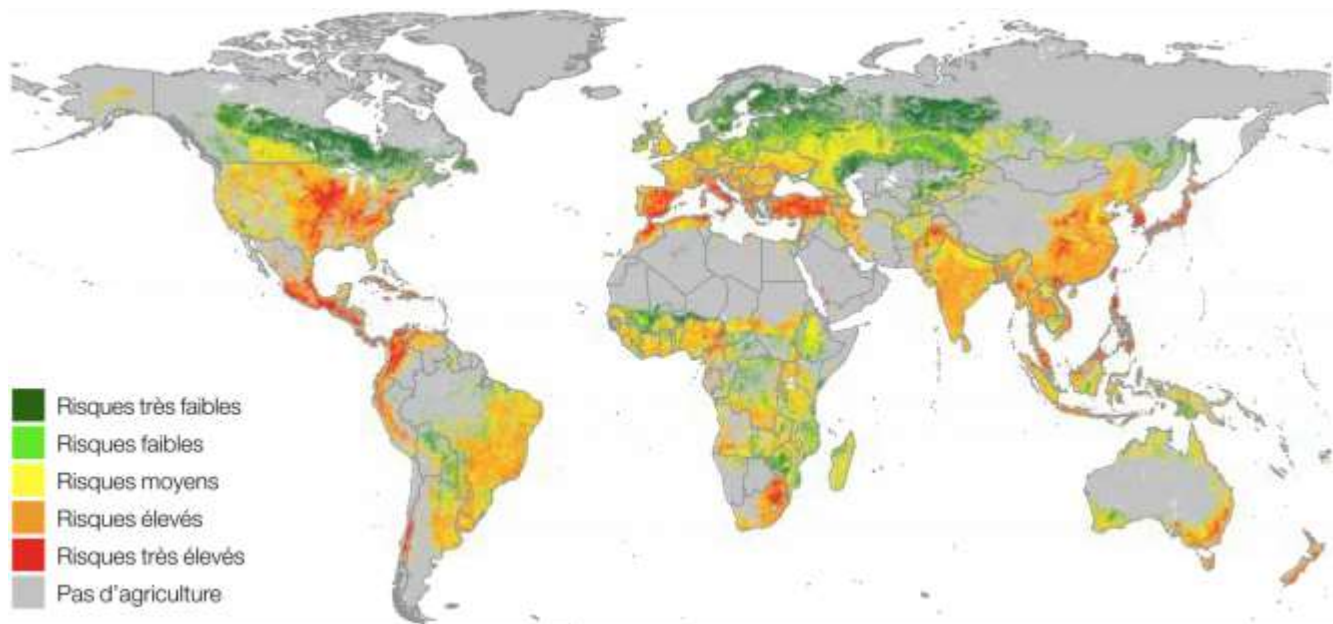 Risques très faibles
Risques faibles
Risques moyens
Risques élevés
Risques très élevés
Pas d'agriculture